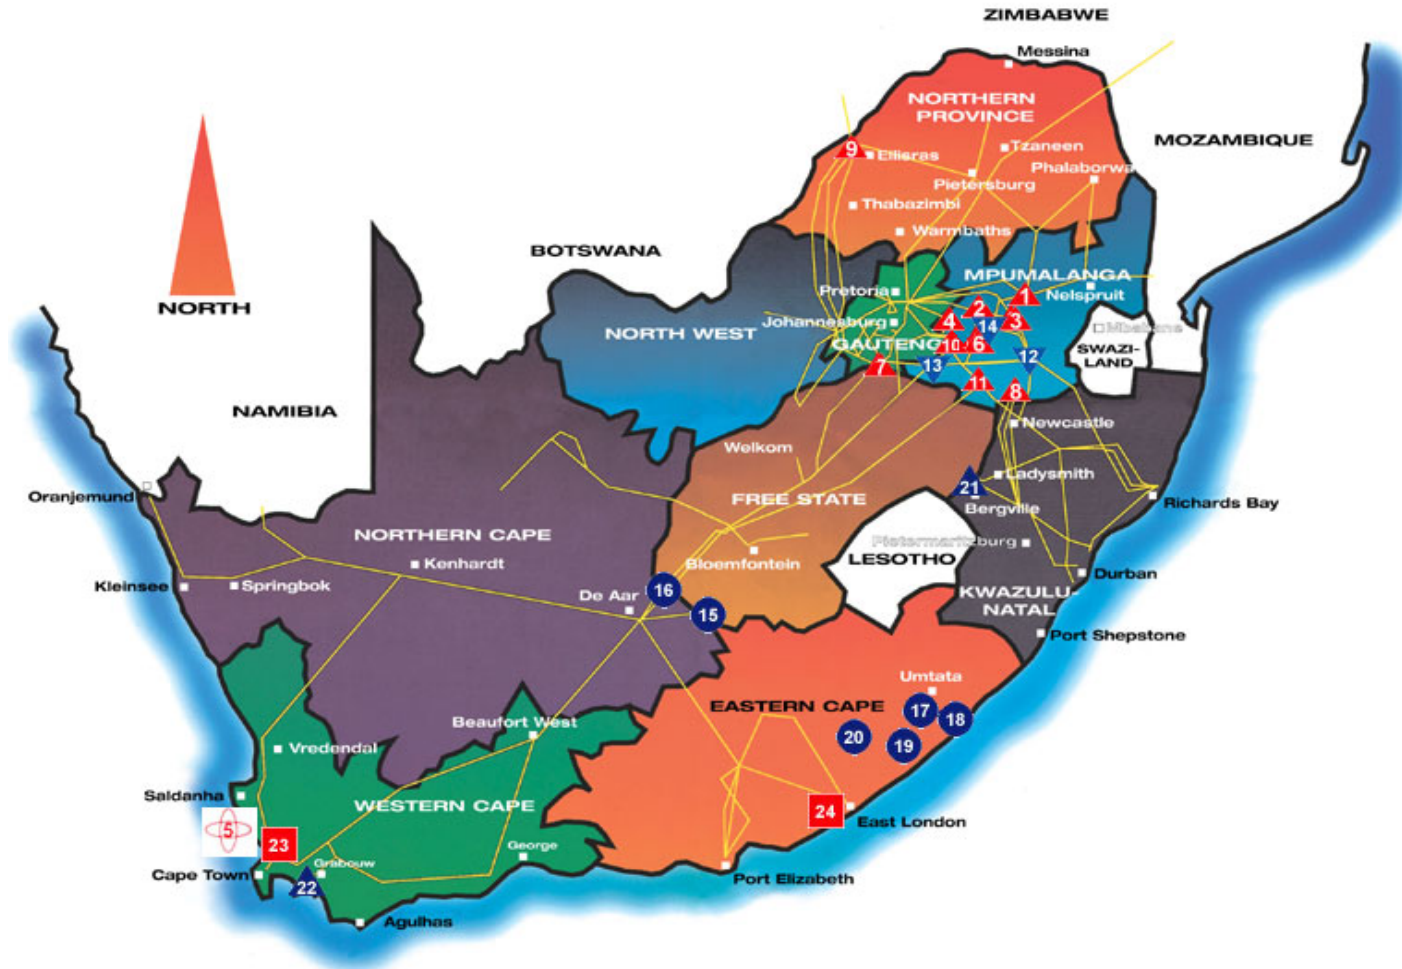 ZIMBABWE
Messina
NORTHERN
PROVINCE
MOZAMBIQUE
9
Ellisras
Tzaneen
Phalaborwa
Pietersburg
Thabazimbi
Warmbaths
BOTSWANA
MPUMALANGA
Pretoria
Nelspruit
1
2
NORTH
Johannesburg
4
3
14
Mbabane
NORTH WEST
GAUTENG
10
6
SWAZI-
LAND
12
13
7
11
8
NAMIBIA
Newcastle
Welkom
Ladysmith
21
Oranjemund
P
FREE STATE
Bergville
Richards Bay
NORTHERN CAPE
Pietermaritzburg
Bloemfontein
LESOTHO
Kenhardt
Durban
Kleinsee
Springbok
16
De Aar
KWAZULU-
NATAL
15
Port Shepstone
Umtata
EASTERN CAPE
17
18
Beaufort West
20
19
Vredendal
Saldanha
WESTERN CAPE
24
East London
5
23
George
Grabouw
Cape Town
22
Port Elizabeth
Agulhas